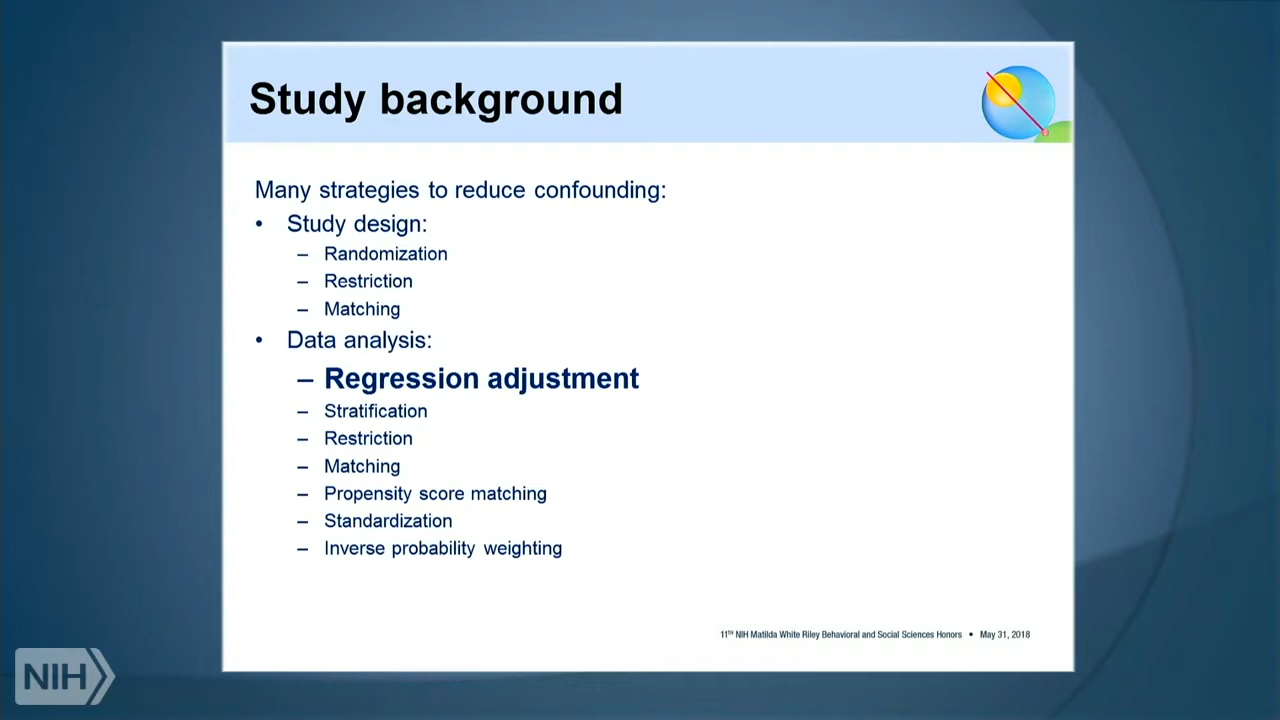 Study background
Many strategies to reduce confounding:
• Study design:
– Randomization
– Restriction
– Matching
• Data analysis:
– Regression adjustment
– Stratification
– Restriction
– Matching
– Propensity score matching
– Standardization
– Inverse probability weighting
11TH NIH Matilda White Riley Behavioral and Social Sciences Honors • May 31, 2018
NIH